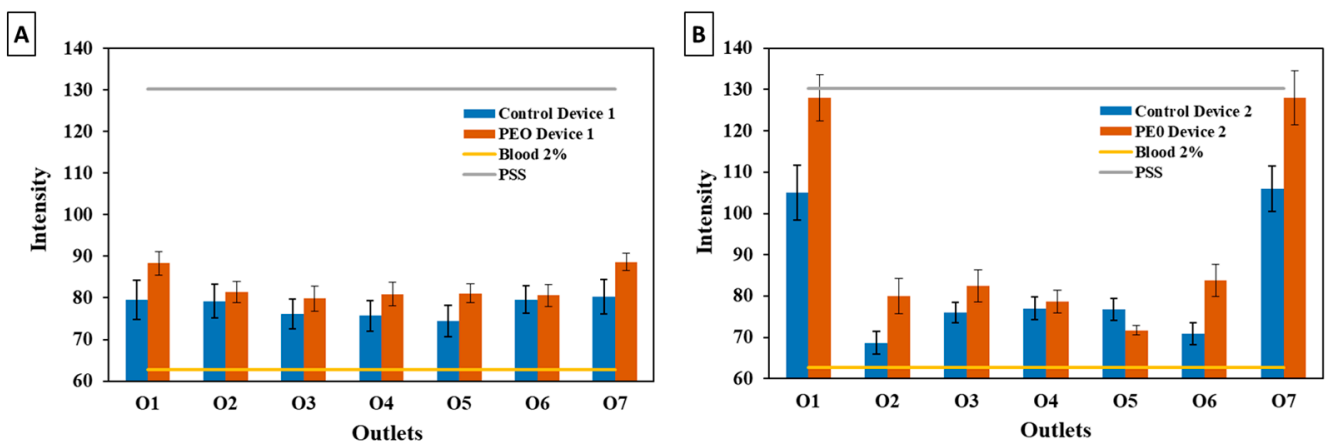 A
140
130
120
110
100
90
80
70
60
Intensity
Control Device 1
PEO Device 1
Blood 2%
PSS
O1 O2 O3 O4 O5 O6 O7
Outlets
B
140
130
120
110
100
90
80
70
60
Intensity
Control Device 2
PE0 Device 2
Blood 2%
PSS
O1 O2 O3 O4 O5 O6 O7
Outlets